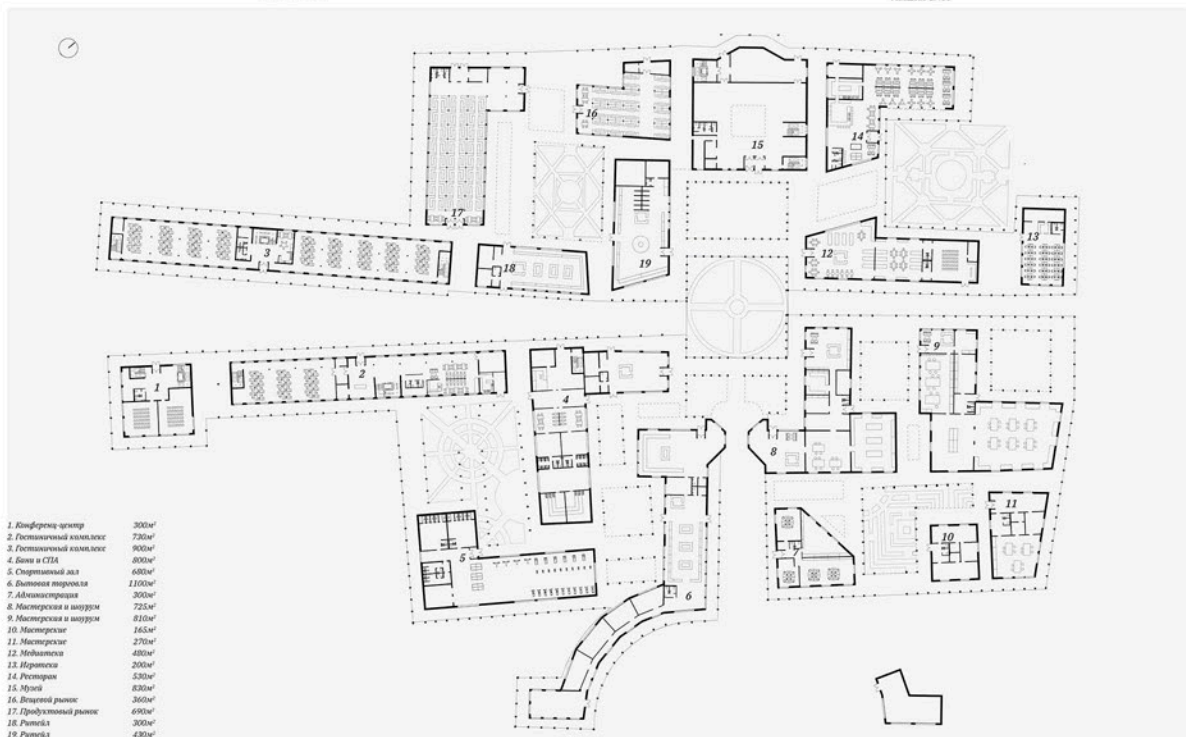 16
15
14
17
13
3
12
18
19
9
2
1
4
8
11
7
10
5
6
1. Конференц-центр 300м²
2. Гостиничный комплекс 730м²
3. Гостиничный комплекс 900м²
4. Бани и СПА 800м²
5. Спортивный зал 680м²
6. Бытовая торговля 1100м²
7. Администрация 300м²
8. Мастерская и шоурум 725м²
9. Мастерская и шоурум 810м²
10. Мастерские 165м²
11. Мастерские 270м²
12. Медиатека 480м²
13. Игротека 200м²
14. Ресторан 530м²
15. Музей 830м²
16. Вещевой рынок 360м²
17. Продуктовый рынок 690м²
18. Ритейл 300м²
19. Ритейл 430м²